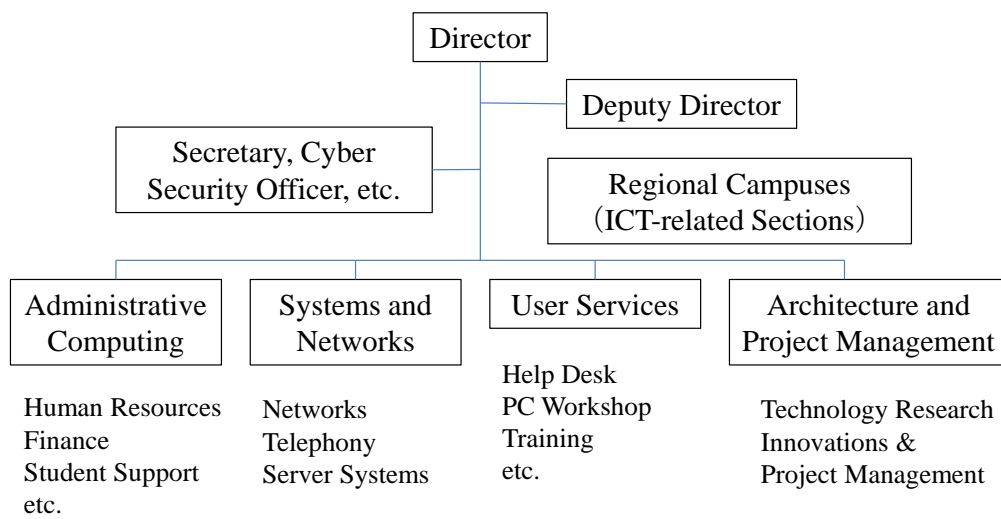 Director
Deputy Director
Secretary, Cyber
Security Officer, etc.
Regional Campuses
（ICT-related Sections）
Administrative
Computing
Systems and
Networks
User Services
Architecture and
Project Management
Human Resources
Finance
Student Support
etc.
Networks
Telephony
Server Systems
Help Desk
PC Workshop
Training
etc.
Technology Research
Innovations &
Project Management